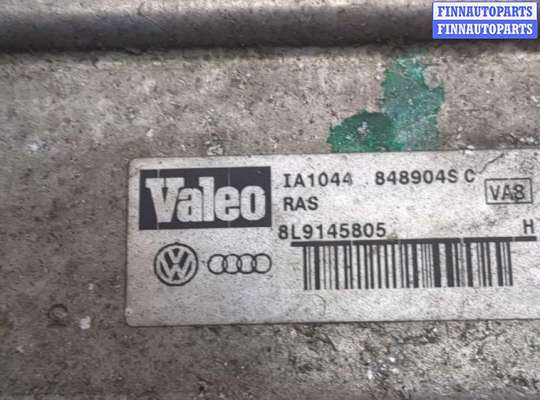 FINNAUTOPARTS
FINNAUTOPARTS
Valeo IA1044 848904S C
RAS VA8
8L9145805 H